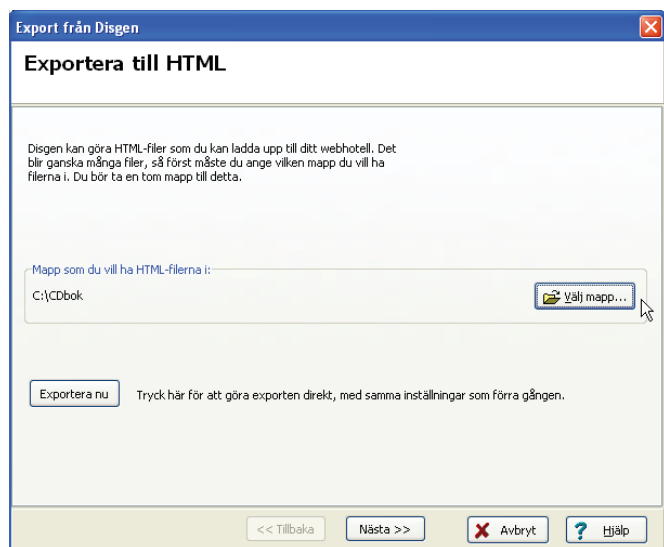 Export från Disgen
Exportera till HTML
Disgen kan göra HTML-filer som du kan ladda upp till ditt webhotell. Det
blir ganska många filer, så först måste du ange vilken mapp du vill ha
filerna i. Du bör ta en tom mapp till detta.
Mapp som du vill ha HTML-filerna i:
C:\CDbok
Välj mapp...
Exportera nu
Tryck här för att göra exporten direkt, med samma inställningar som förra gången.
<< Tillbaka
Nästa >>
Avbryt
Hjälp